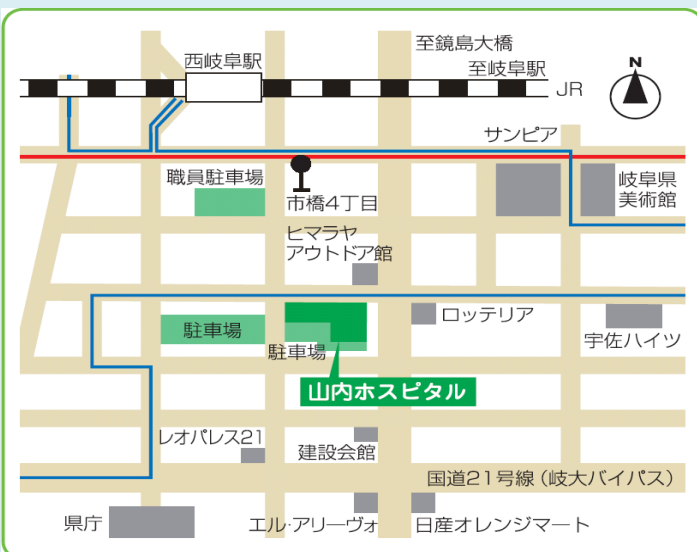 至鏡島大橋
西岐阜駅
至岐阜駅
N
JR
サンピア
職員駐車場
岐阜県
美術館
市橋4丁目
ヒマラヤ
アウトドア館
ロッテリア
駐車場
宇佐ハイツ
駐車場
山内ホスピタル
レオパレス21
建設会館
国道21号線(岐大バイパス)
県庁
エル・アリーヴォ
日産オレンジマート